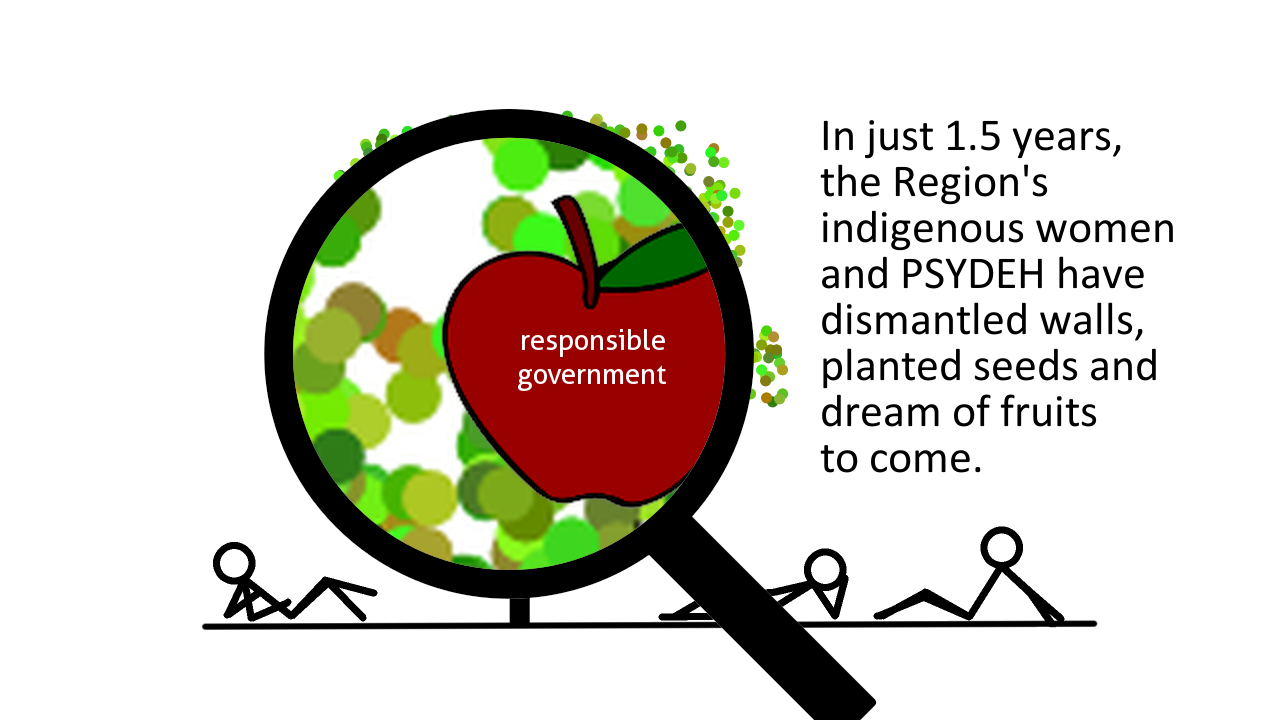 responsible
government
In just 1.5 years,
the Region's
indigenous women
and PSYDEH have
dismantled walls,
planted seeds and
dream of fruits
to come.